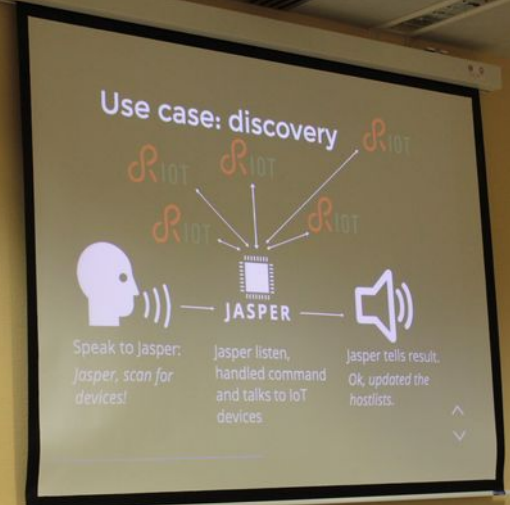 Use case: discovery
RIOT
RIOT
RIOT
RIOT
RIOT
JASPER
Speak to Jasper:
Jasper, scan for
devices!
Jasper listen,
handled command
and talks to IoT
devices
Jasper tells result.
Ok, updated the
hostlists.